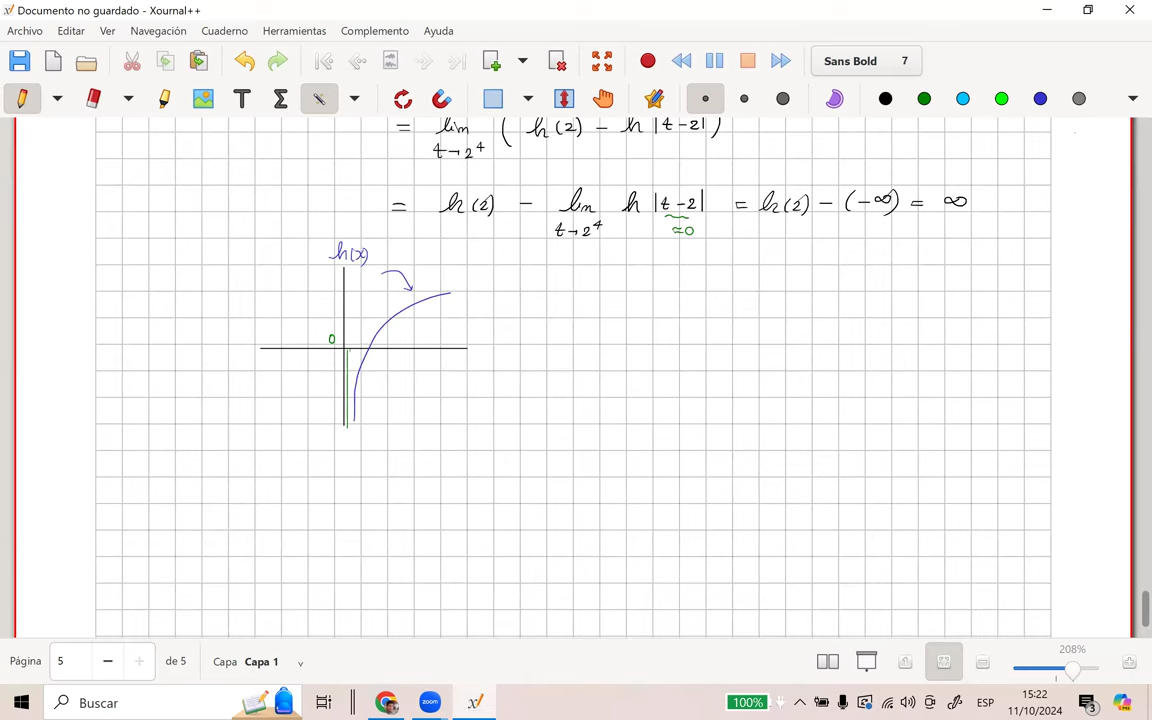 Documento no guardado - Xournal++
Archivo Editar Ver Navegación Cuaderno Herramientas Complemento Ayuda
Sans Bold 7
= lim ( ln(2) - ln |t-2| )
t→2⁺
= ln(2) - lim ln |t-2| = ln(2) - (-∞) = ∞
t→2⁺ ≈0
ln(x)
0
Página 5 de 5 Capa Capa 1
208%
Buscar
zoom
100%
ESP
15:22
11/10/2024
3